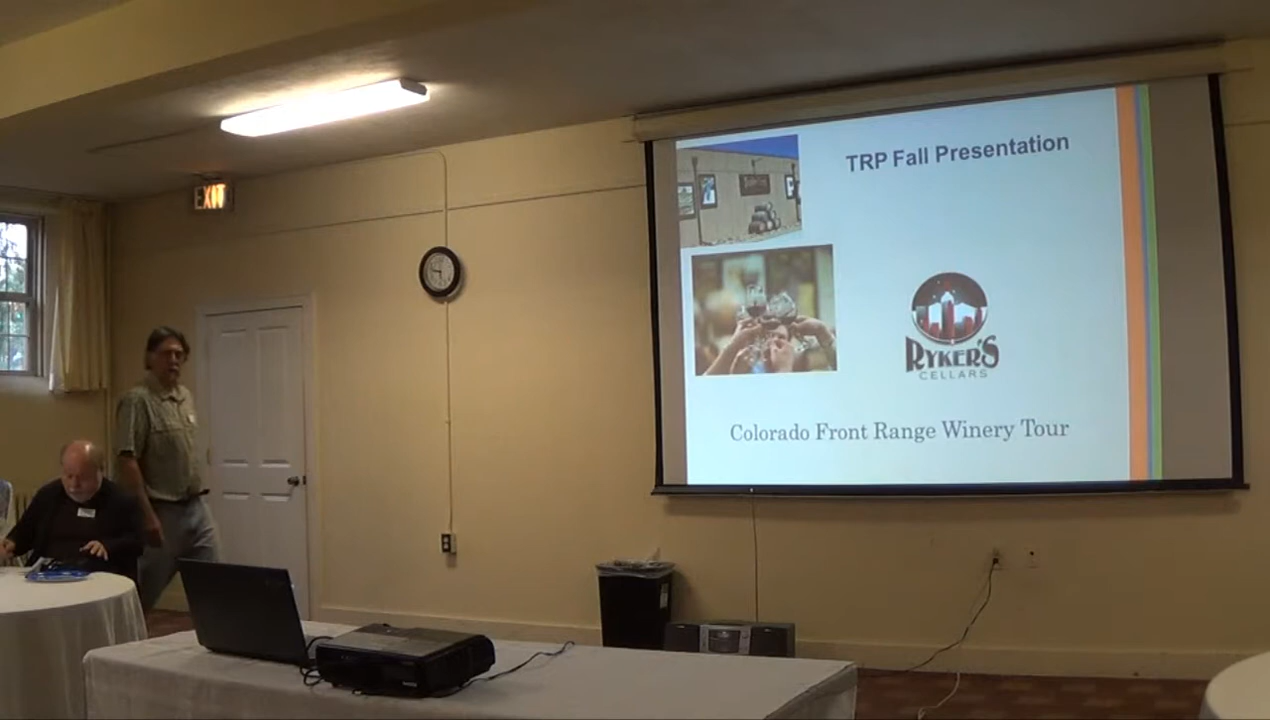 EXIT
TRP Fall Presentation
RYKER'S
CELLARS
Colorado Front Range Winery Tour